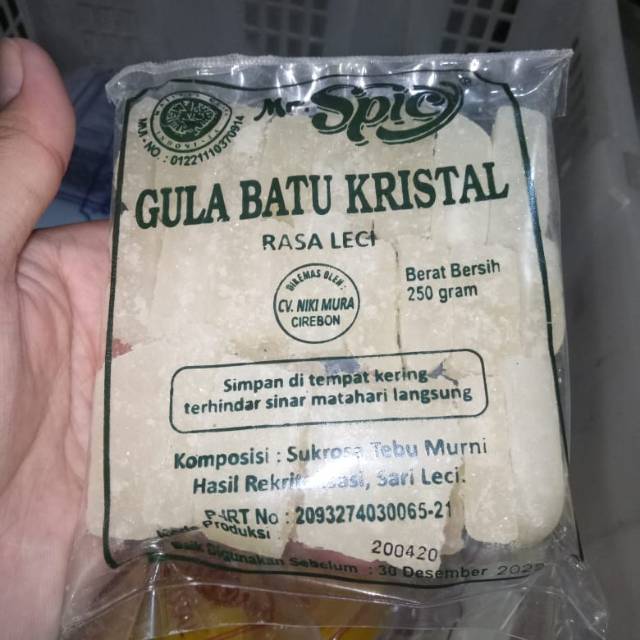 Mr. Spicy®
MUI.NO : 01221119370914
GULA BATU KRISTAL
RASA LECI
DIKEMAS OLEH:
CV. NIKI MURA
CIREBON
Berat Bersih
250 gram
Simpan di tempat kering
terhindar sinar matahari langsung
Komposisi : Sukrosa Tebu Murni
Hasil Rekristalisasi, Sari Leci.
P-IRT No : 2093274030065-21
Kode Produksi :
200420
Baik Digunakan Sebelum : 30 Desember